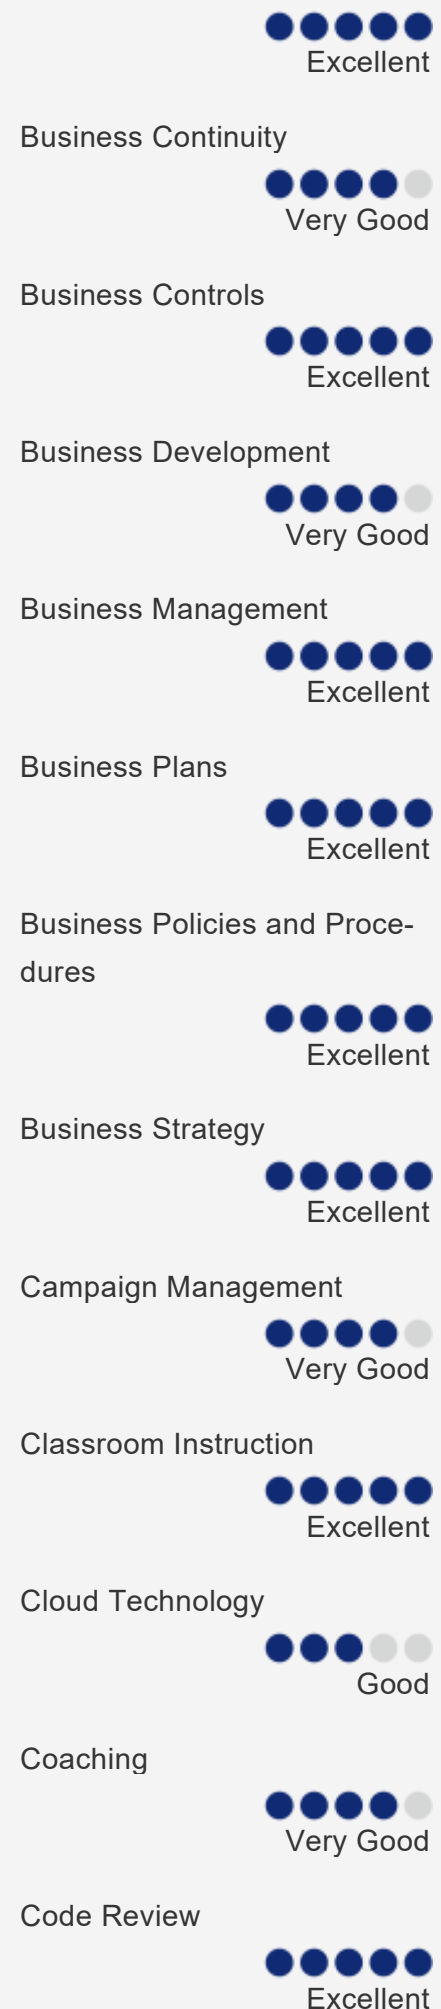 Excellent
Business Continuity
Very Good
Business Controls
Excellent
Business Development
Very Good
Business Management
Excellent
Business Plans
Excellent
Business Policies and Proce-
dures
Excellent
Business Strategy
Excellent
Campaign Management
Very Good
Classroom Instruction
Excellent
Cloud Technology
Good
Coaching
Very Good
Code Review
Excellent